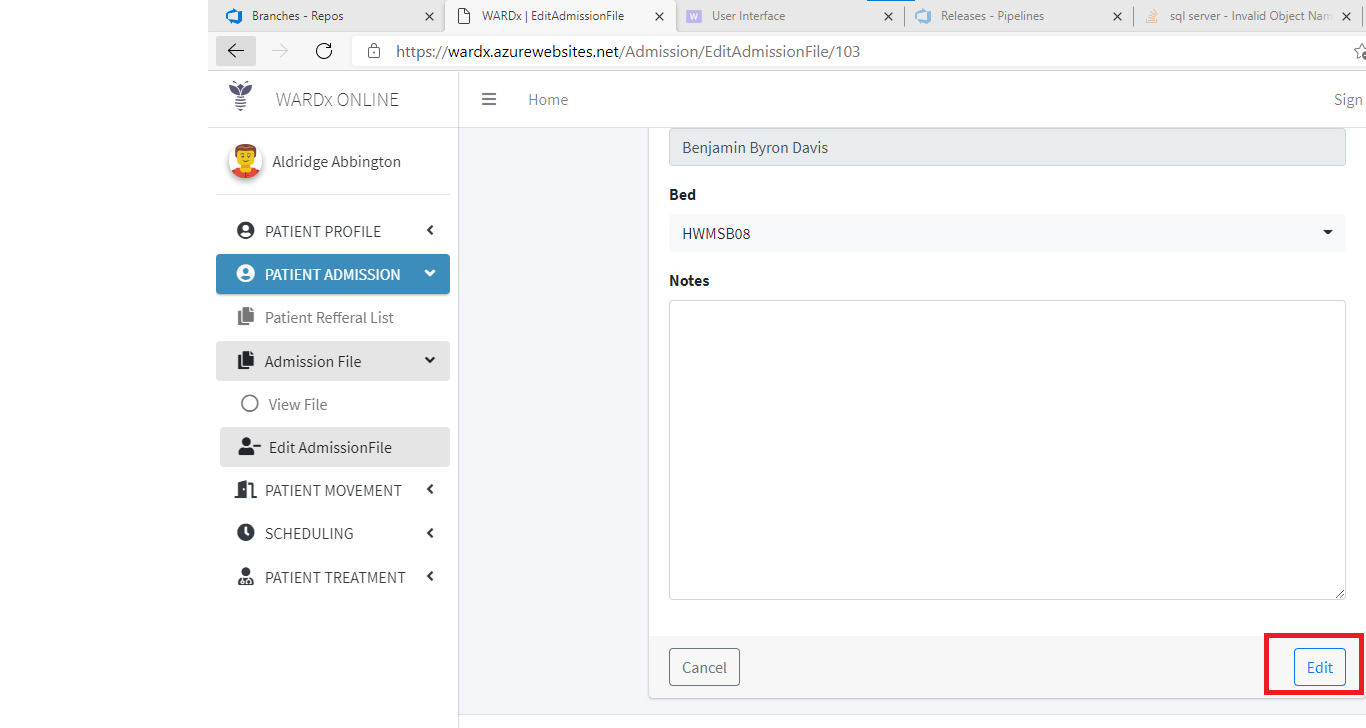 Branches - Repos
WARDx | EditAdmissionFile
User Interface
Releases - Pipelines
sql server - Invalid Object Nam
https://wardx.azurewebsites.net/Admission/EditAdmissionFile/103
WARDx ONLINE
Home
Sign
Aldridge Abbington
PATIENT PROFILE
PATIENT ADMISSION
Patient Refferal List
Admission File
View File
Edit AdmissionFile
PATIENT MOVEMENT
SCHEDULING
PATIENT TREATMENT
Benjamin Byron Davis
Bed
HWMSB08
Notes
Cancel
Edit